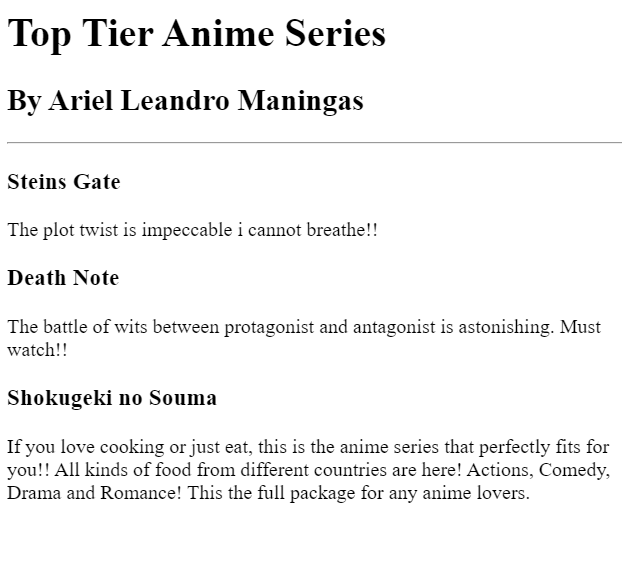 Top Tier Anime Series
By Ariel Leandro Maningas
Steins Gate
The plot twist is impeccable i cannot breathe!!
Death Note
The battle of wits between protagonist and antagonist is astonishing. Must
watch!!
Shokugeki no Souma
If you love cooking or just eat, this is the anime series that perfectly fits for
you!! All kinds of food from different countries are here! Actions, Comedy,
Drama and Romance! This the full package for any anime lovers.